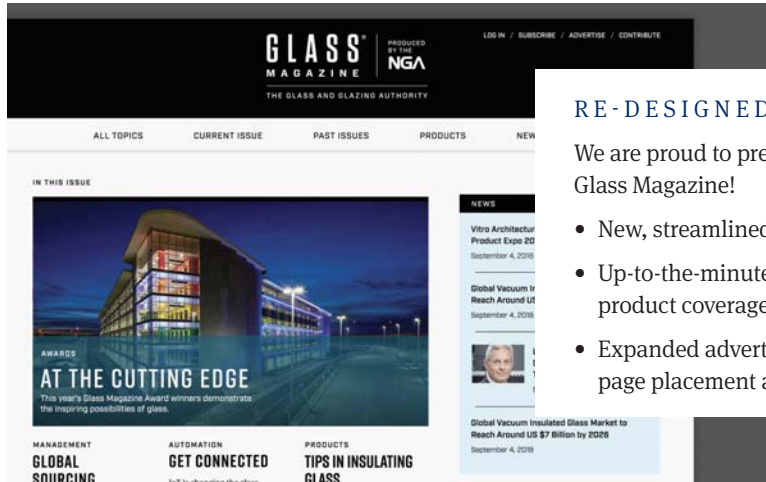 GLASS®
MAGAZINE
PRODUCED
BY THE
NGA
THE GLASS AND GLAZING AUTHORITY
LOG IN / SUBSCRIBE / ADVERTISE / CONTRIBUTE
ALL TOPICS CURRENT ISSUE PAST ISSUES PRODUCTS NEW
IN THIS ISSUE
AWARDS
AT THE CUTTING EDGE
This year's Glass Magazine Award winners demonstrate
the inspiring possibilities of glass.
MANAGEMENT
GLOBAL
SOURCING
AUTOMATION
GET CONNECTED
PRODUCTS
TIPS IN INSULATING
GLASS
NEWS
Vitro Architectur
Product Expo 20
September 4, 2018
Global Vacuum I
Reach Around US
September 4, 2018
Global Vacuum Insulated Glass Market to
Reach Around US $7 Billion by 2026
September 4, 2018
RE-DESIGNED
We are proud to pre
Glass Magazine!
• New, streamlined
• Up-to-the-minute
product coverage
• Expanded advert
page placement a